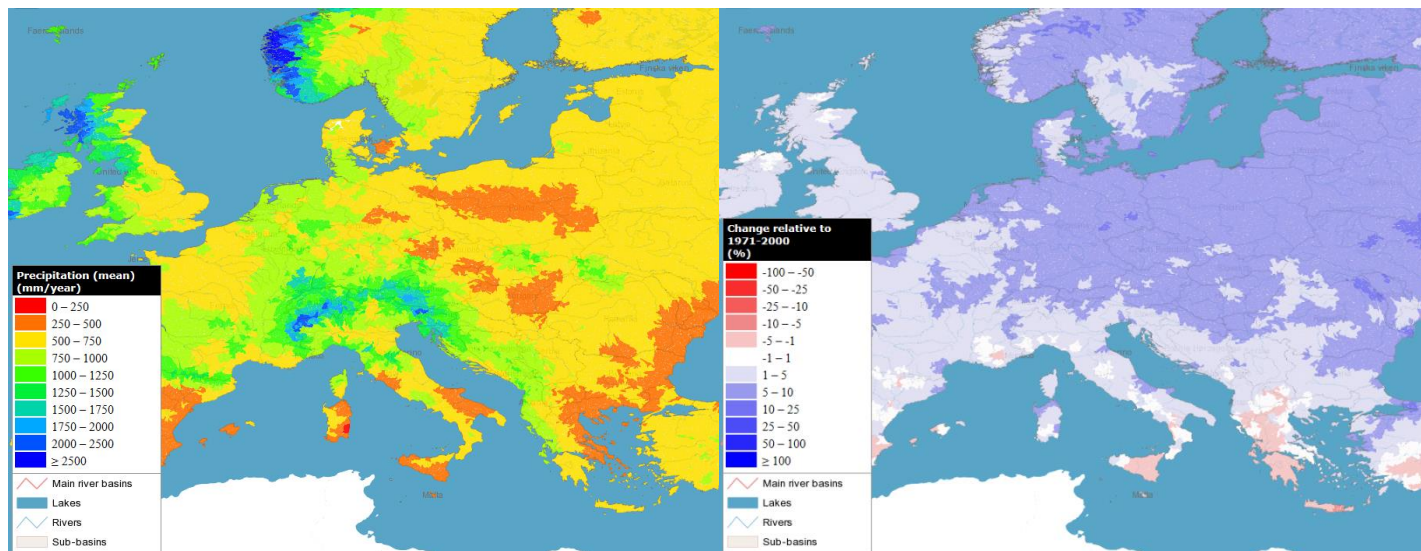 Precipitation (mean)
(mm/year)
0 – 250
250 – 500
500 – 750
750 – 1000
1000 – 1250
1250 – 1500
1500 – 1750
1750 – 2000
2000 – 2500
≥ 2500
Main river basins
Lakes
Rivers
Sub-basins
Malta
Change relative to
1971-2000
(%)
-100 – -50
-50 – -25
-25 – -10
-10 – -5
-5 – -1
-1 – 1
1 – 5
5 – 10
10 – 25
25 – 50
50 – 100
≥ 100
Main river basins
Lakes
Rivers
Sub-basins
Malta